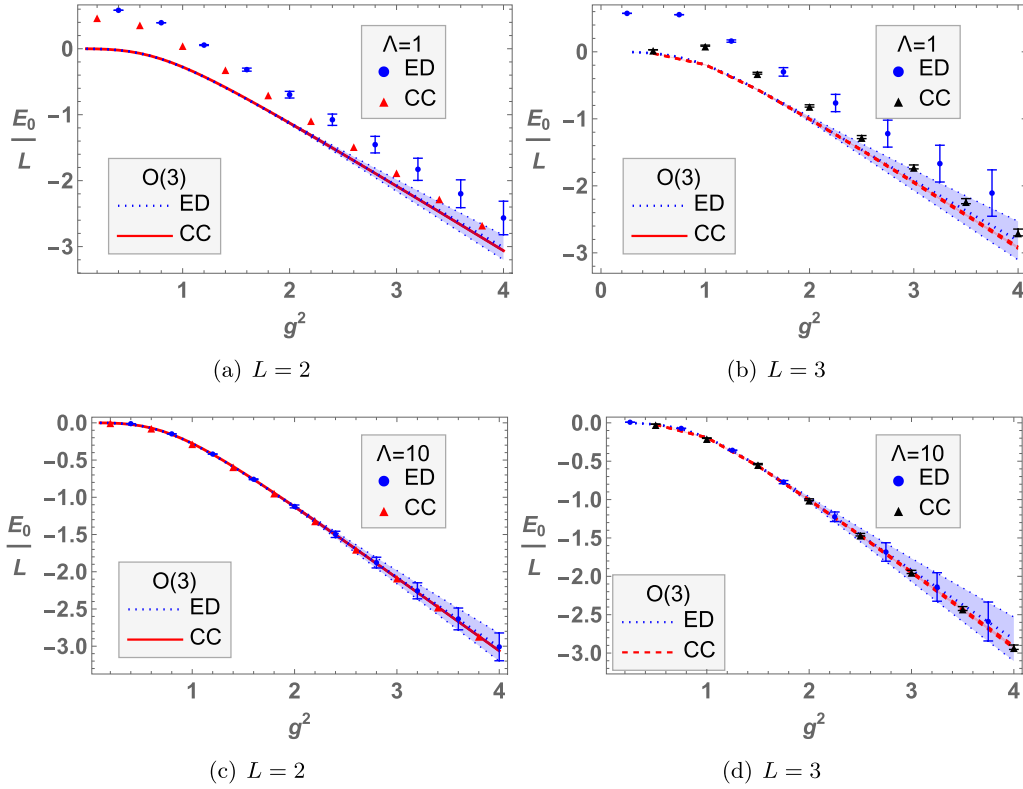 0
−1
−2
−3
E₀
L
Λ=1
ED
CC
O(3)
ED
CC
1
2
3
4
g²
(a) L = 2
0
−1
−2
−3
E₀
L
Λ=1
ED
CC
O(3)
ED
CC
0
1
2
3
4
g²
(b) L = 3
0.0
−0.5
−1.0
−1.5
−2.0
−2.5
−3.0
E₀
L
Λ=10
ED
CC
O(3)
ED
CC
1
2
3
4
g²
(c) L = 2
0.0
−0.5
−1.0
−1.5
−2.0
−2.5
−3.0
E₀
L
Λ=10
ED
CC
O(3)
ED
CC
0
1
2
3
4
g²
(d) L = 3